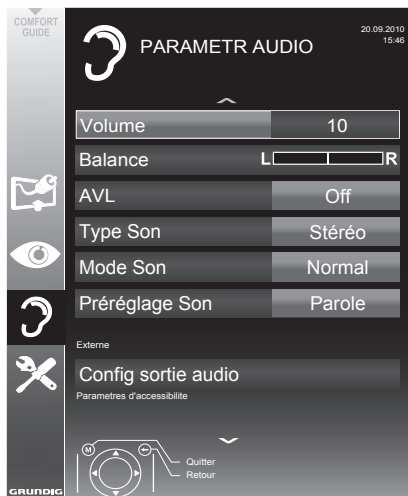 COMFORT
GUIDE
PARAMETR AUDIO
20.09.2010
15:46
Volume 10
Balance L R
AVL Off
Type Son Stéréo
Mode Son Normal
Préréglage Son Parole
Externe
Config sortie audio
Parametres d'accessibilite
M
Quitter
Retour
GRUNDIG